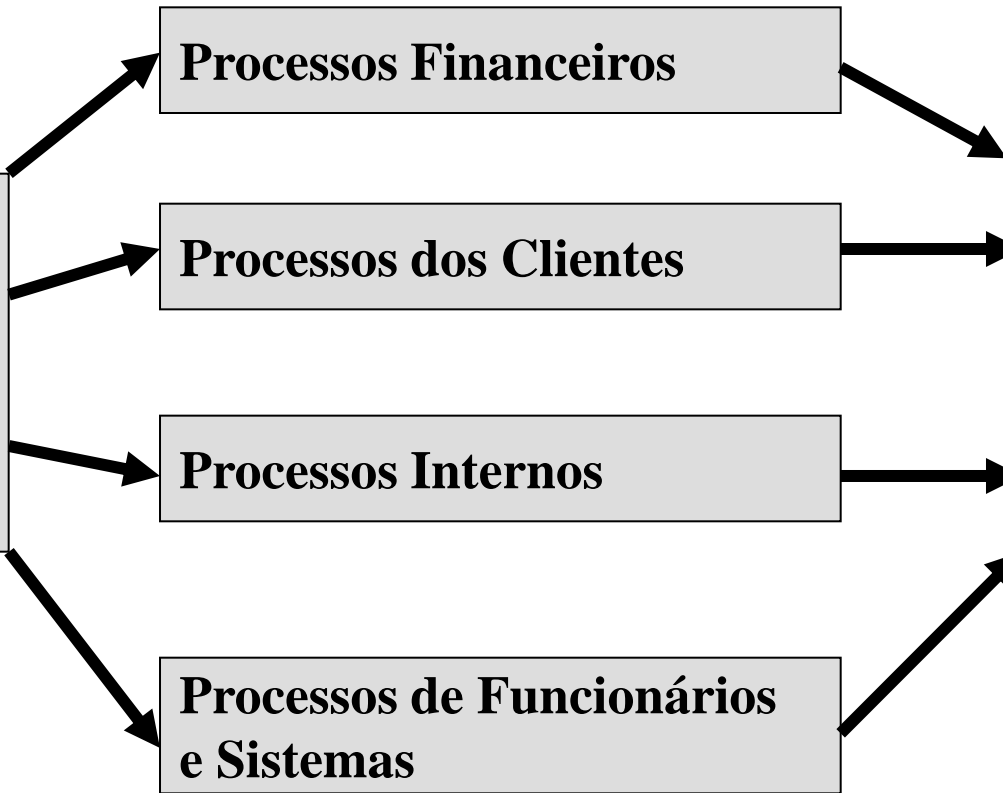 Processos Financeiros
Processos dos Clientes
Processos Internos
Processos de Funcionários
e Sistemas